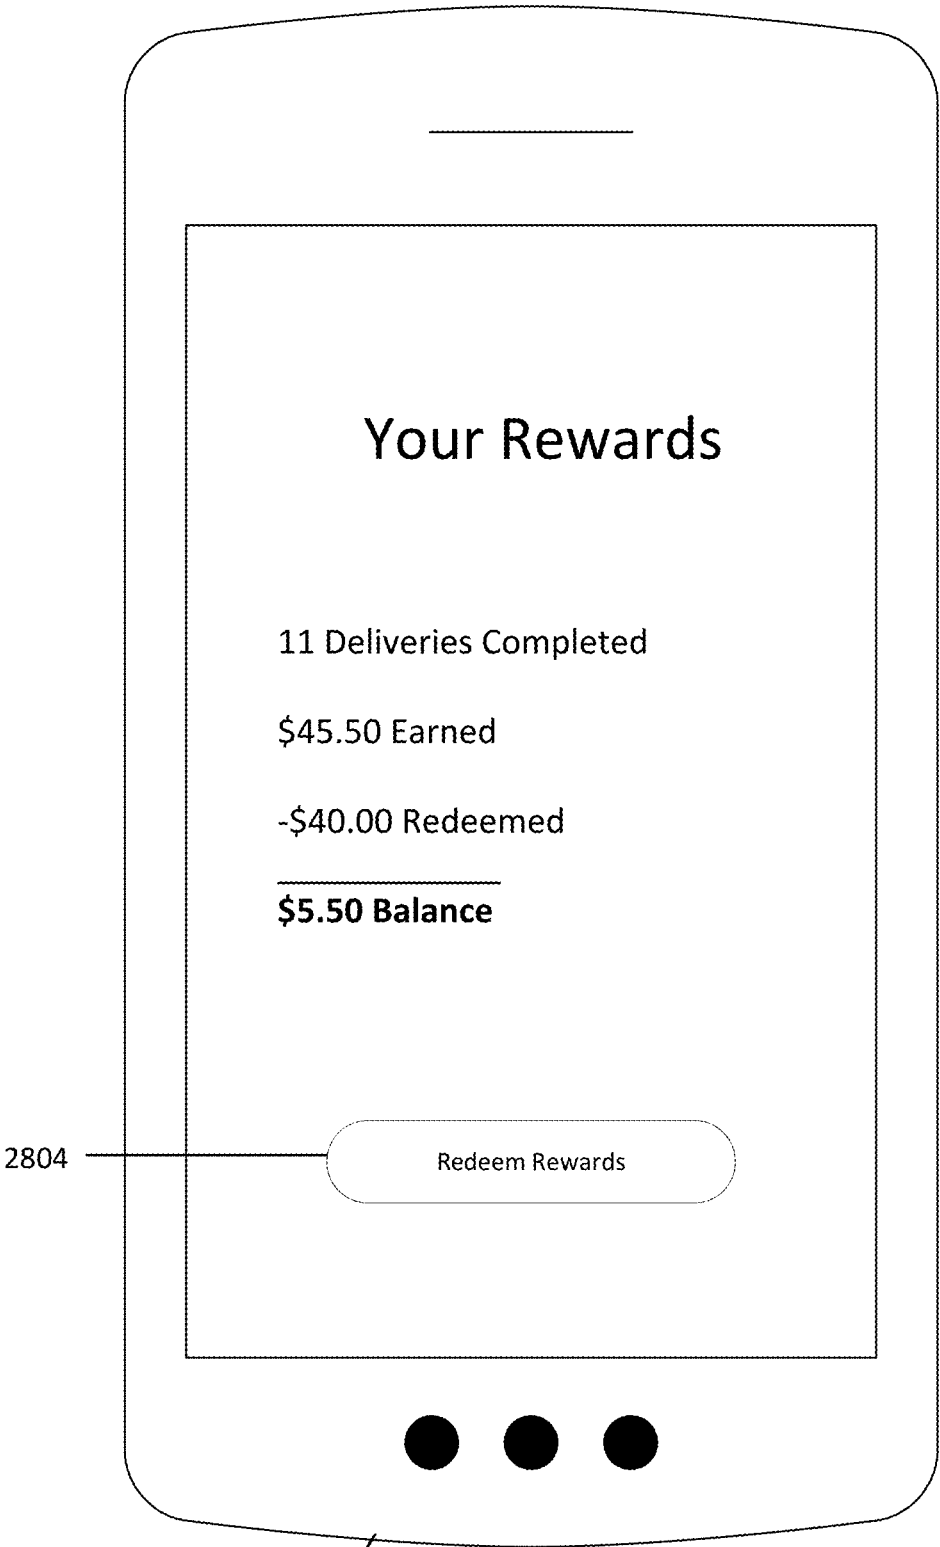 Your Rewards
11 Deliveries Completed
$45.50 Earned
-$40.00 Redeemed
$5.50 Balance
2804
Redeem Rewards